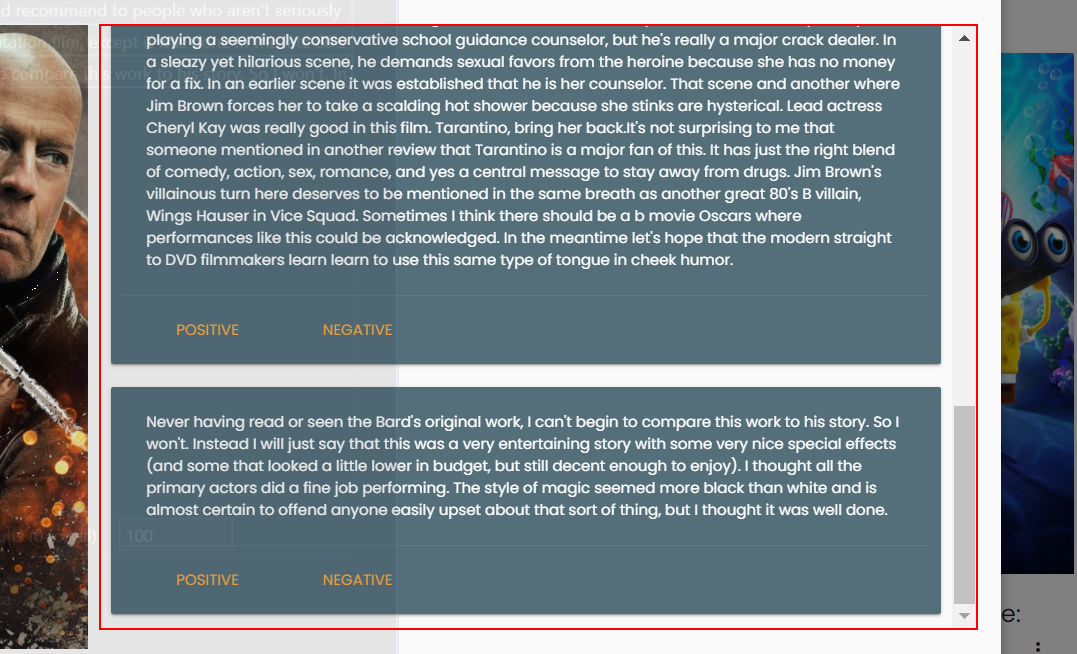 d recommend to people who aren't seriously
playing a seemingly conservative school guidance counselor, but he's really a major crack dealer. In
a sleazy yet hilarious scene, he demands sexual favors from the heroine because she has no money
for a fix. In an earlier scene it was established that he is her counselor. That scene and another where
Jim Brown forces her to take a scalding hot shower because she stinks are hysterical. Lead actress
Cheryl Kay was really good in this film. Tarantino, bring her back.It's not surprising to me that
someone mentioned in another review that Tarantino is a major fan of this. It has just the right blend
of comedy, action, sex, romance, and yes a central message to stay away from drugs. Jim Brown's
villainous turn here deserves to be mentioned in the same breath as another great 80's B villain,
Wings Hauser in Vice Squad. Sometimes I think there should be a b movie Oscars where
performances like this could be acknowledged. In the meantime let's hope that the modern straight
to DVD filmmakers learn learn to use this same type of tongue in cheek humor.
POSITIVE NEGATIVE
Never having read or seen the Bard's original work, I can't begin to compare this work to his story. So I
won't. Instead I will just say that this was a very entertaining story with some very nice special effects
(and some that looked a little lower in budget, but still decent enough to enjoy). I thought all the
primary actors did a fine job performing. The style of magic seemed more black than white and is
almost certain to offend anyone easily upset about that sort of thing, but I thought it was well done.
100
POSITIVE NEGATIVE
e: